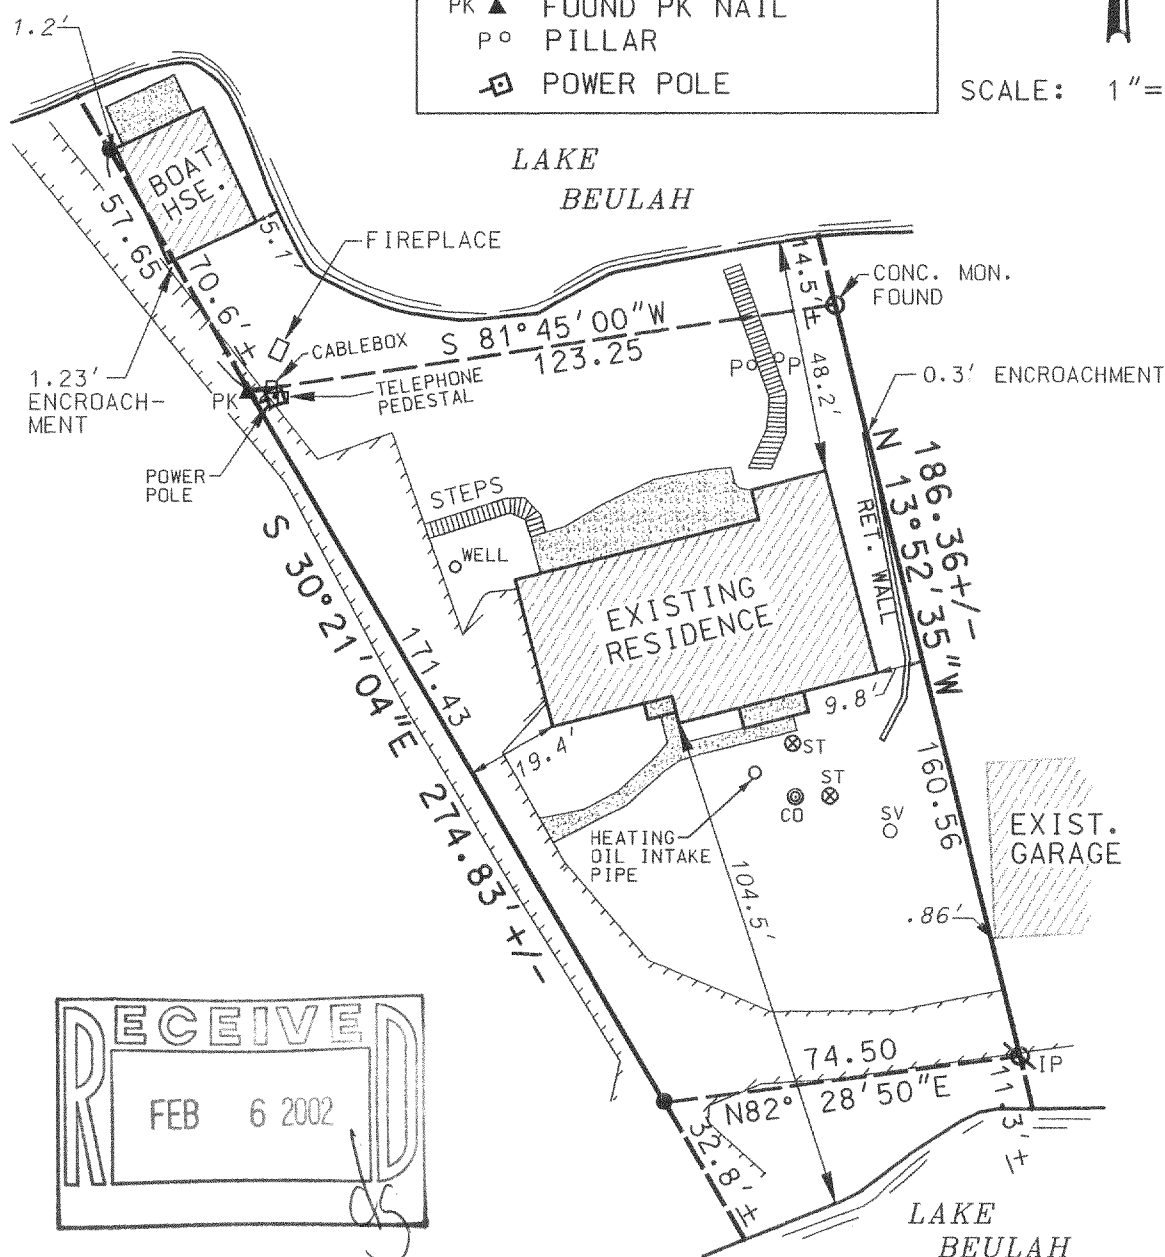 1.2'
PK ▲ FOUND PK NAIL
P○ PILLAR
POWER POLE
SCALE: 1"=
LAKE
BEULAH
BOAT
HSE.
57.65
70.6'±
5.1'
FIREPLACE
14.5'±
CONC. MON.
FOUND
S 81°45'00"W
123.25
CABLEBOX
TELEPHONE
PEDESTAL
PK
1.23'
ENCROACH-
MENT
P○ ○P
48.2'
0.3' ENCROACHMENT
POWER
POLE
STEPS
WELL
186.36+/-
N 13°52'35"W
RET. WALL
EXISTING
RESIDENCE
S 30°21'04"E 274.83'+/-
171.43
19.4'
9.8'
ST
ST
CO
SV
HEATING
OIL INTAKE
PIPE
104.5'
160.56
EXIST.
GARAGE
.86'
74.50
N82° 28'50"E
IP
11.3'±
32.8'±
RECEIVED
FEB 6 2002
LAKE
BEULAH